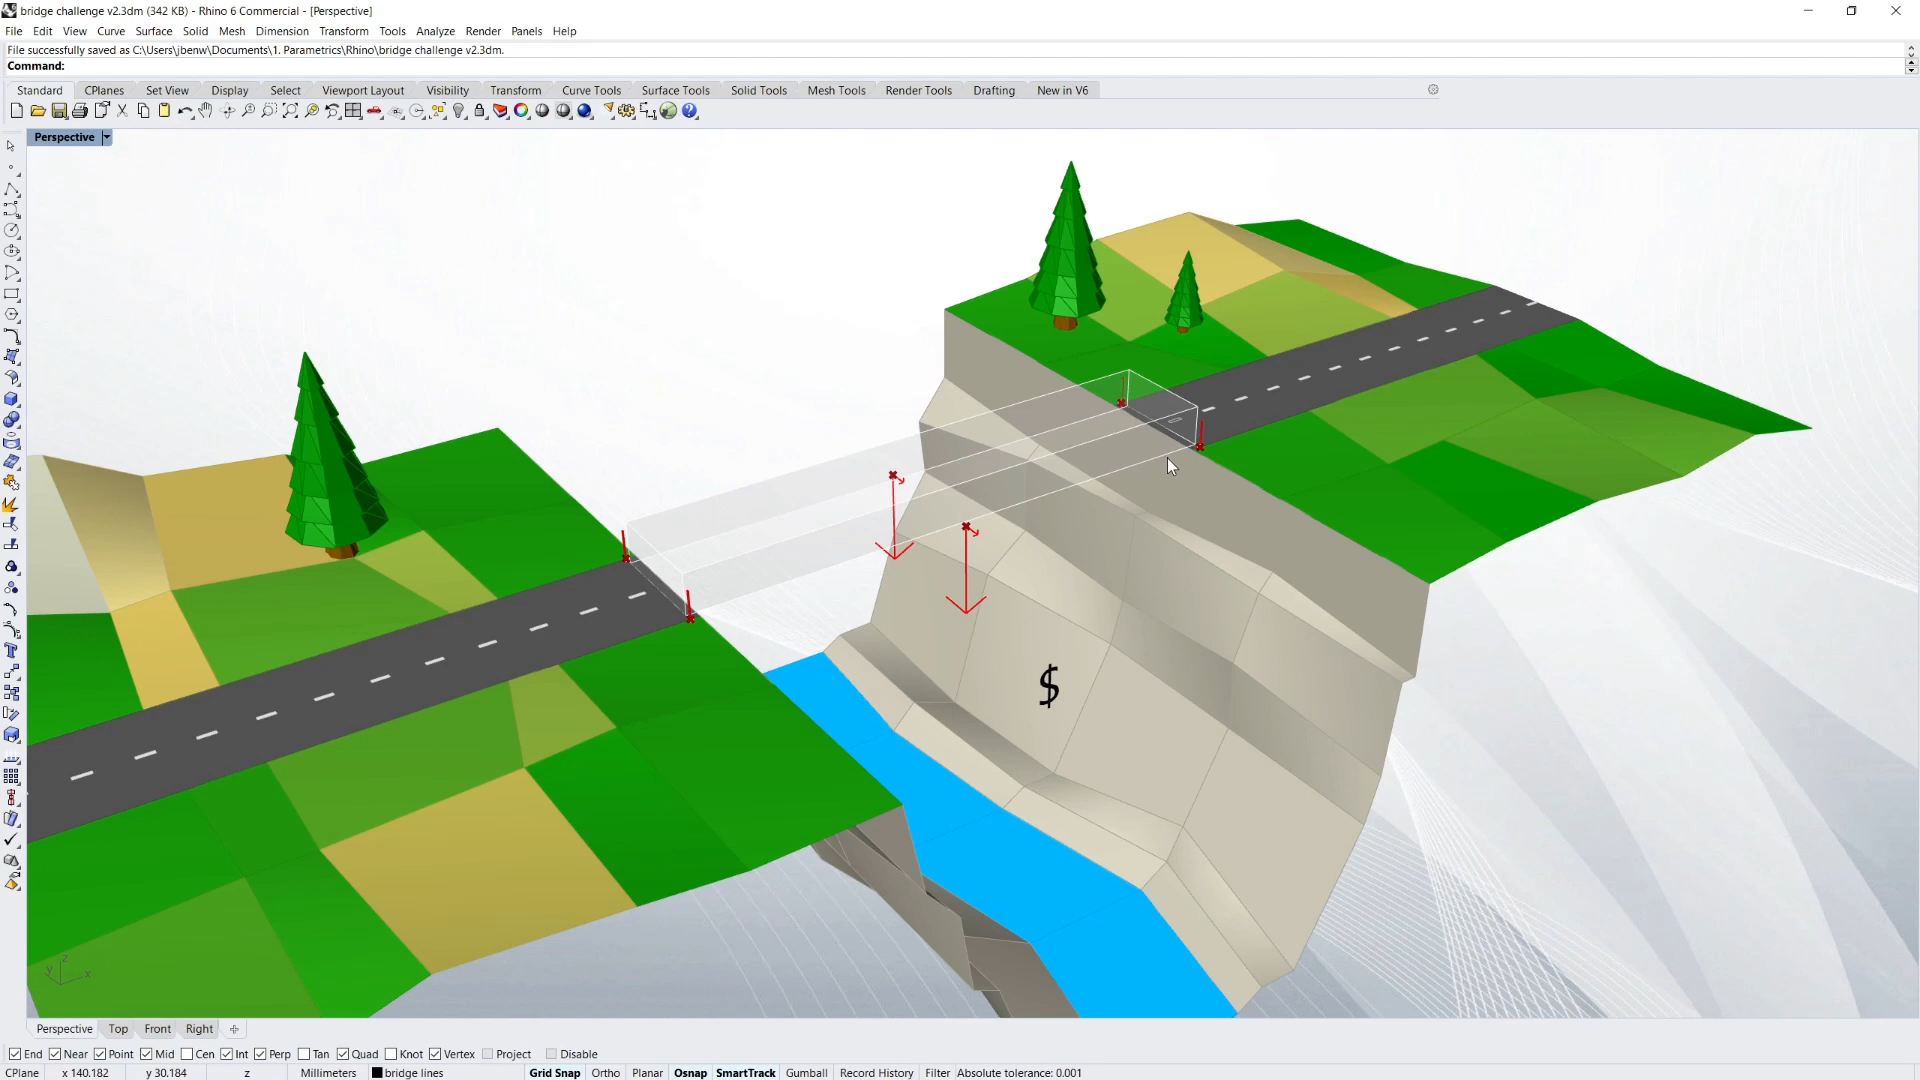 bridge challenge v2.3dm (342 KB) - Rhino 6 Commercial - [Perspective]
File Edit View Curve Surface Solid Mesh Dimension Transform Tools Analyze Render Panels Help
File successfully saved as C:\Users\jbenw\Documents\1. Parametrics\Rhino\bridge challenge v2.3dm.
Command:
Standard CPlanes Set View Display Select Viewport Layout Visibility Transform Curve Tools Surface Tools Solid Tools Mesh Tools Render Tools Drafting New in V6
Perspective
$
z
y x
Perspective Top Front Right
End Near Point Mid Cen Int Perp Tan Quad Knot Vertex Project Disable
CPlane x 140.182 y 30.184 z Millimeters bridge lines Grid Snap Ortho Planar Osnap SmartTrack Gumball Record History Filter Absolute tolerance: 0.001